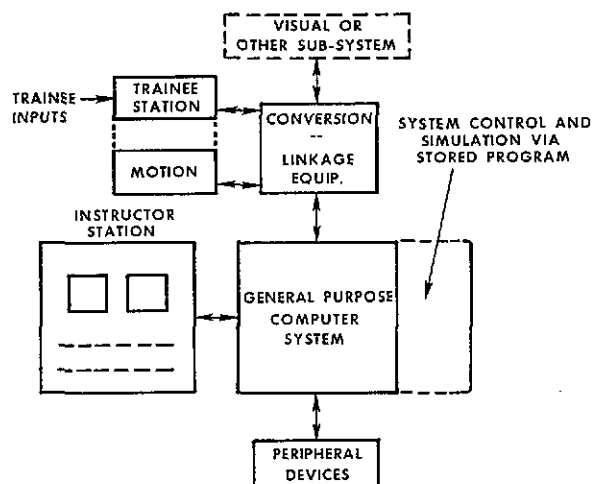 VISUAL OR
OTHER SUB-SYSTEM
TRAINEE
INPUTS
TRAINEE
STATION
MOTION
CONVERSION
--
LINKAGE
EQUIP.
SYSTEM CONTROL AND
SIMULATION VIA
STORED PROGRAM
INSTRUCTOR
STATION
GENERAL PURPOSE
COMPUTER
SYSTEM
PERIPHERAL
DEVICES